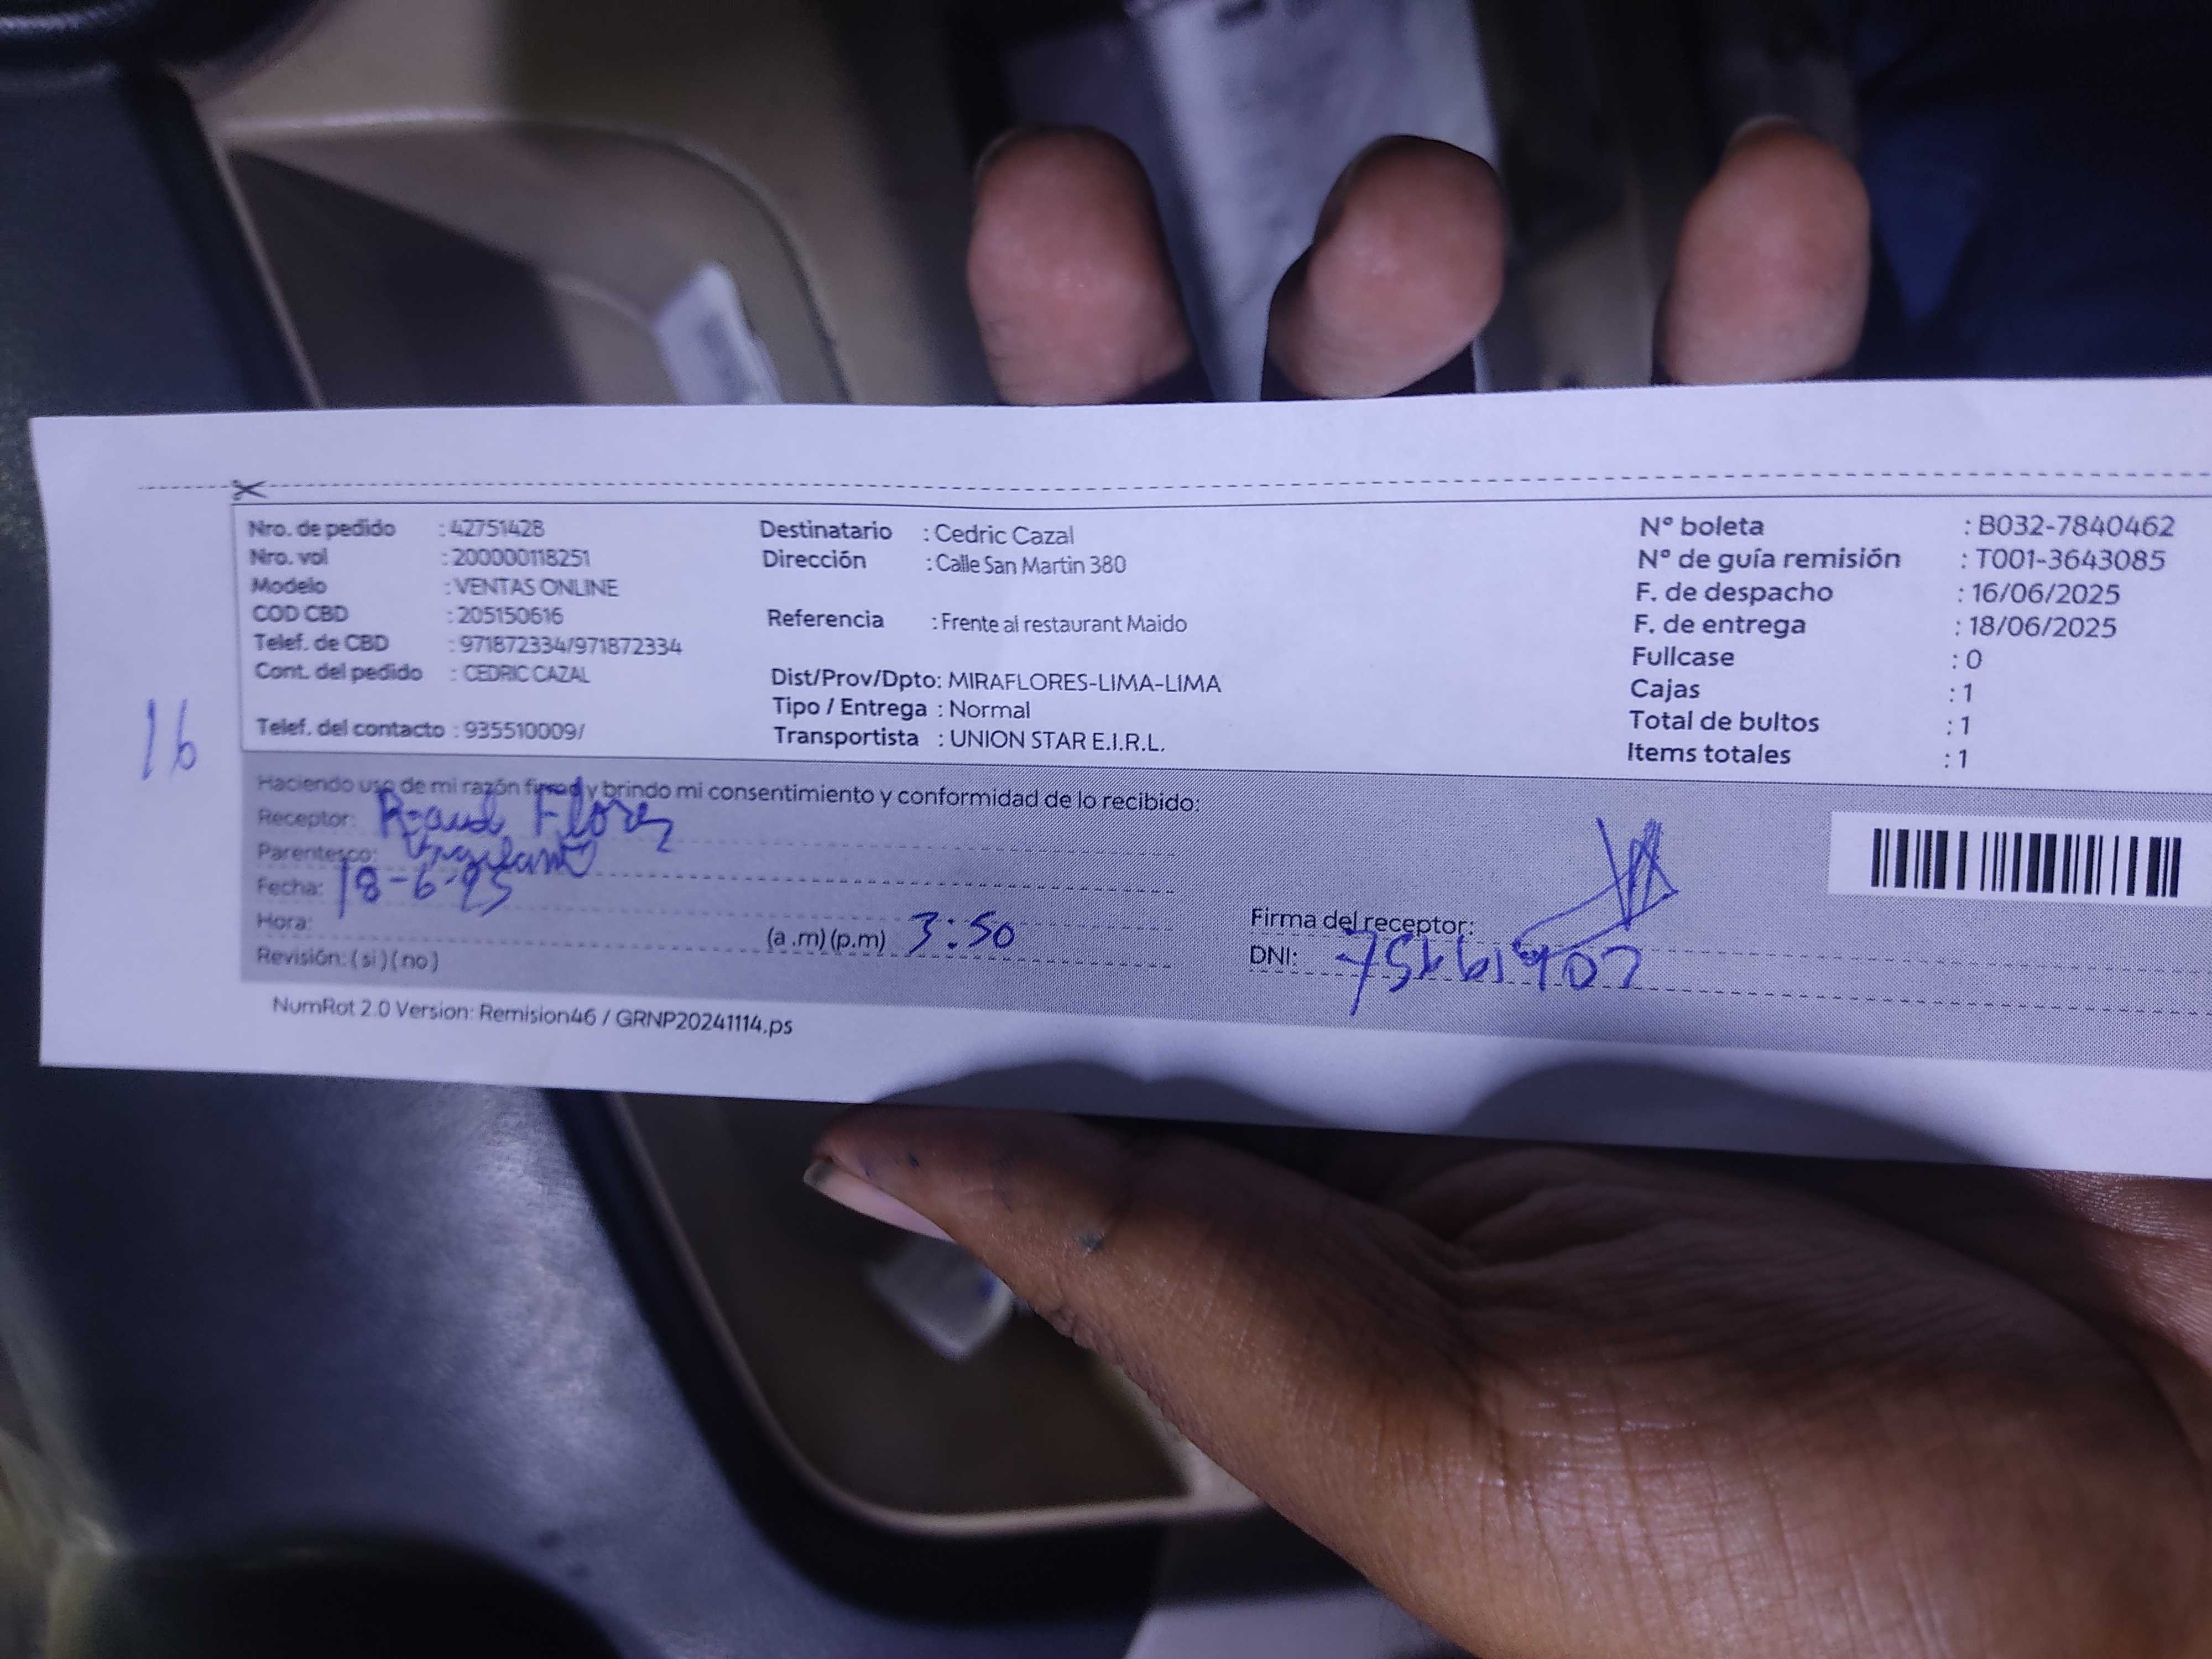 Nro. de pedido : 42751428
Nro. vol : 200000118251
Modelo : VENTAS ONLINE
COD CBD : 205150616
Telef. de CBD : 971872334/971872334
Cont. del pedido : CEDRIC CAZAL
Telef. del contacto : 935510009/
Destinatario : Cedric Cazal
Dirección : Calle San Martin 380
Referencia : Frente al restaurant Maido
Dist/Prov/Dpto: MIRAFLORES-LIMA-LIMA
Tipo / Entrega : Normal
Transportista : UNION STAR E.I.R.L.
N° boleta : B032-7840462
N° de guía remisión : T001-3643085
F. de despacho : 16/06/2025
F. de entrega : 18/06/2025
Fullcase : 0
Cajas : 1
Total de bultos : 1
Items totales : 1
16
Haciendo uso de mi razón firmo y brindo mi consentimiento y conformidad de lo recibido:
Receptor: Flores
Parentesco:
Fecha: 18-6-25
Hora: (a .m) (p.m) 3:50
Revisión: ( si ) ( no )
Firma del receptor:
DNI:
NumRot 2.0 Version: Remision46 / GRNP20241114.ps